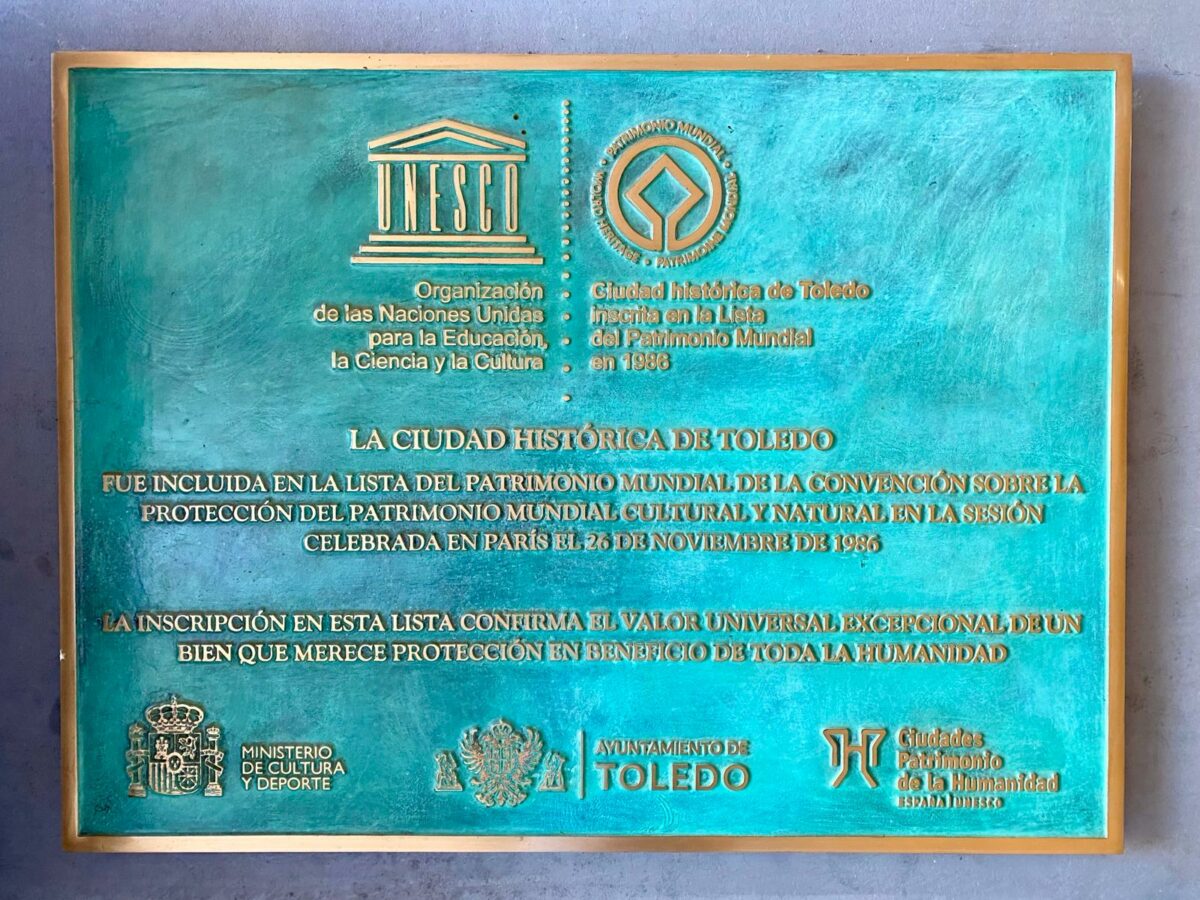 UNESCO
PATRIMONIO MUNDIAL • WORLD HERITAGE • PATRIMOINE MONDIAL •
Organización
de las Naciones Unidas
para la Educación,
la Ciencia y la Cultura
Ciudad histórica de Toledo
inscrita en la Lista
del Patrimonio Mundial
en 1986
LA CIUDAD HISTÓRICA DE TOLEDO
FUE INCLUIDA EN LA LISTA DEL PATRIMONIO MUNDIAL DE LA CONVENCIÓN SOBRE LA
PROTECCIÓN DEL PATRIMONIO MUNDIAL CULTURAL Y NATURAL EN LA SESIÓN
CELEBRADA EN PARÍS EL 26 DE NOVIEMBRE DE 1986
LA INSCRIPCIÓN EN ESTA LISTA CONFIRMA EL VALOR UNIVERSAL EXCEPCIONAL DE UN
BIEN QUE MERECE PROTECCIÓN EN BENEFICIO DE TODA LA HUMANIDAD
MINISTERIO
DE CULTURA
Y DEPORTE
AYUNTAMIENTO DE
TOLEDO
Ciudades
Patrimonio
de la Humanidad
ESPAÑA | UNESCO